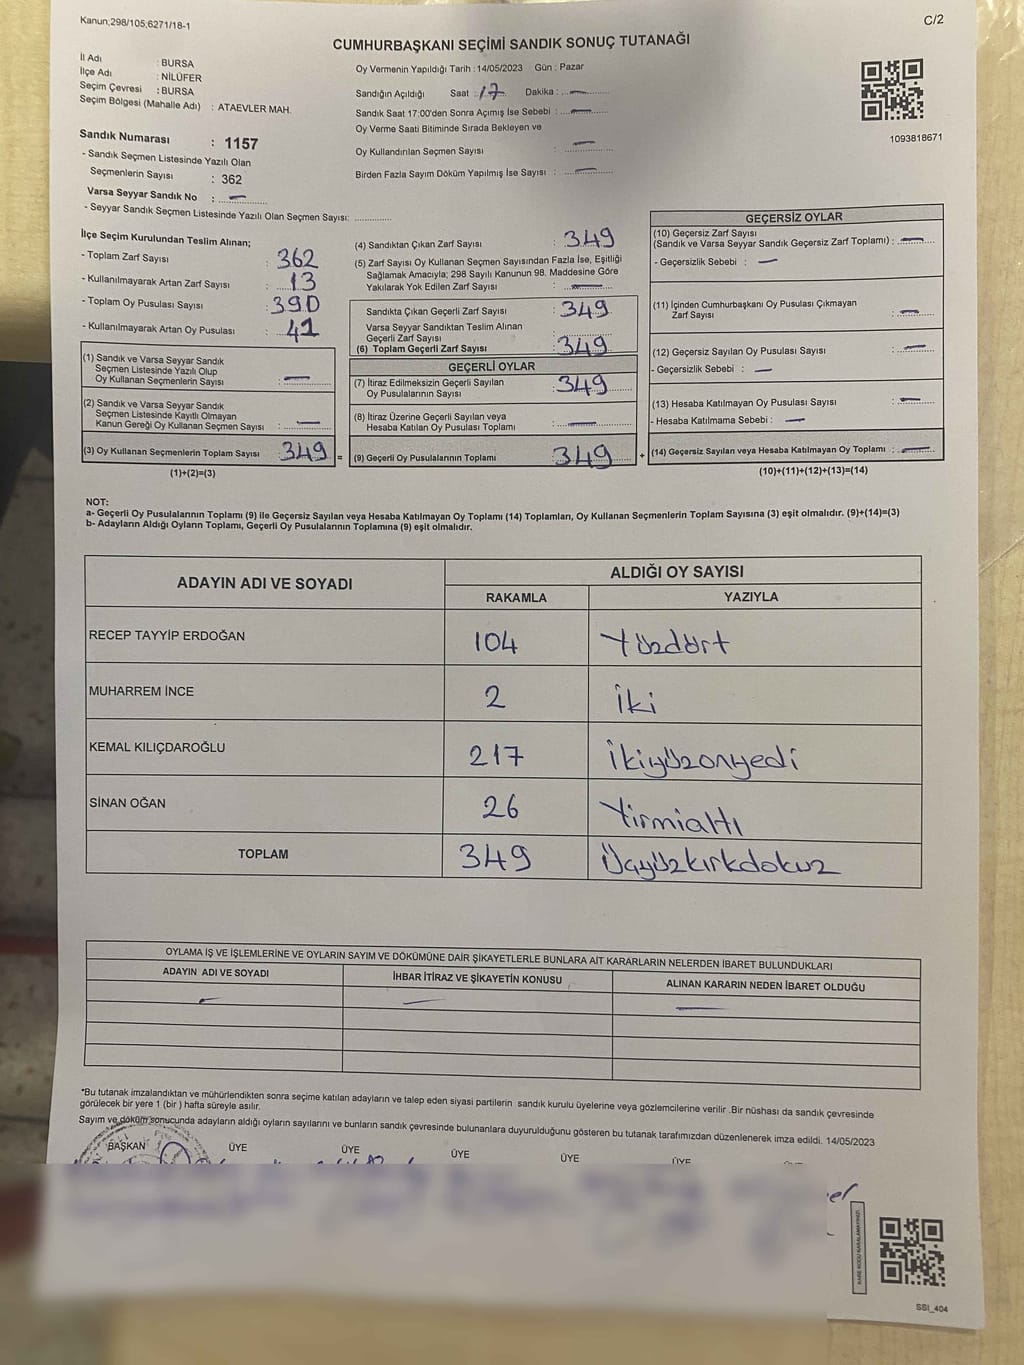 Kanun;298/105;6271/18-1
C/2
CUMHURBAŞKANI SEÇİMİ SANDIK SONUÇ TUTANAĞI
İl Adı : BURSA
İlçe Adı : NİLÜFER
Seçim Çevresi : BURSA
Seçim Bölgesi (Mahalle Adı) : ATAEVLER MAH.
Oy Vermenin Yapıldığı Tarih : 14/05/2023 Gün : Pazar
Sandığın Açıldığı Saat : 17 Dakika : —
Sandık Saat 17:00'den Sonra Açımış İse Sebebi : —
Oy Verme Saati Bitiminde Sırada Bekleyen ve
Oy Kullandırılan Seçmen Sayısı : —
Birden Fazla Sayım Döküm Yapılmış İse Sayısı : —
1093818671
Sandık Numarası : 1157
- Sandık Seçmen Listesinde Yazılı Olan
Seçmenlerin Sayısı : 362
Varsa Seyyar Sandık No : —
- Seyyar Sandık Seçmen Listesinde Yazılı Olan Seçmen Sayısı: ..............
İlçe Seçim Kurulundan Teslim Alınan;
- Toplam Zarf Sayısı : 362
- Kullanılmayarak Artan Zarf Sayısı : 13
- Toplam Oy Pusulası Sayısı : 390
- Kullanılmayarak Artan Oy Pusulası : 41
(1) Sandık ve Varsa Seyyar Sandık
Seçmen Listesinde Yazılı Olup
Oy Kullanan Seçmenlerin Sayısı : —
(2) Sandık ve Varsa Seyyar Sandık
Seçmen Listesinde Kayıtlı Olmayan
Kanun Gereği Oy Kullanan Seçmen Sayısı : —
(3) Oy Kullanan Seçmenlerin Toplam Sayısı : 349 =
(1)+(2)=(3)
(4) Sandıktan Çıkan Zarf Sayısı : 349
(5) Zarf Sayısı Oy Kullanan Seçmen Sayısından Fazla İse, Eşitliği
Sağlamak Amacıyla; 298 Sayılı Kanunun 98. Maddesine Göre
Yakılarak Yok Edilen Zarf Sayısı : —
Sandıkta Çıkan Geçerli Zarf Sayısı : 349
Varsa Seyyar Sandıktan Teslim Alınan
Geçerli Zarf Sayısı :
(6) Toplam Geçerli Zarf Sayısı : 349
GEÇERLİ OYLAR
(7) İtiraz Edilmeksizin Geçerli Sayılan
Oy Pusulalarının Sayısı : 349
(8) İtiraz Üzerine Geçerli Sayılan veya
Hesaba Katılan Oy Pusulası Toplamı : —
(9) Geçerli Oy Pusulalarının Toplamı 349 +
GEÇERSİZ OYLAR
(10) Geçersiz Zarf Sayısı
(Sandık ve Varsa Seyyar Sandık Geçersiz Zarf Toplamı) : —
- Geçersizlik Sebebi : —
(11) İçinden Cumhurbaşkanı Oy Pusulası Çıkmayan
Zarf Sayısı : —
(12) Geçersiz Sayılan Oy Pusulası Sayısı : —
- Geçersizlik Sebebi : —
(13) Hesaba Katılmayan Oy Pusulası Sayısı : —
- Hesaba Katılmama Sebebi : —
(14) Geçersiz Sayılan veya Hesaba Katılmayan Oy Toplamı : —
(10)+(11)+(12)+(13)=(14)
NOT:
a- Geçerli Oy Pusulalarının Toplamı (9) ile Geçersiz Sayılan veya Hesaba Katılmayan Oy Toplamı (14) Toplamları, Oy Kullanan Seçmenlerin Toplam Sayısına (3) eşit olmalıdır. (9)+(14)=(3)
b- Adayların Aldığı Oyların Toplamı, Geçerli Oy Pusulalarının Toplamına (9) eşit olmalıdır.
ADAYIN ADI VE SOYADI
ALDIĞI OY SAYISI
RAKAMLA YAZIYLA
RECEP TAYYİP ERDOĞAN 104 Yüzdört
MUHARREM İNCE 2 İki
KEMAL KILIÇDAROĞLU 217 İkiyüzonyedi
SİNAN OĞAN 26 Yirmialtı
TOPLAM 349 Üçyüzkırkdokuz
OYLAMA İŞ VE İŞLEMLERİNE VE OYLARIN SAYIM VE DÖKÜMÜNE DAİR ŞİKAYETLERLE BUNLARA AİT KARARLARIN NELERDEN İBARET BULUNDUKLARI
ADAYIN ADI VE SOYADI İHBAR İTİRAZ VE ŞİKAYETİN KONUSU ALINAN KARARIN NEDEN İBARET OLDUĞU
— — —
*Bu tutanak imzalandıktan ve mühürlendikten sonra seçime katılan adayların ve talep eden siyasi partilerin sandık kurulu üyelerine veya gözlemcilerine verilir .Bir nüshası da sandık çevresinde
görülecek bir yere 1 (bir ) hafta süreyle asılır.
Sayım ve döküm sonucunda adayların aldığı oyların sayılarını ve bunların sandık çevresinde bulunanlara duyurulduğunu gösteren bu tutanak tarafımızdan düzenlenerek imza edildi. 14/05/2023
BAŞKAN ÜYE ÜYE ÜYE ÜYE ÜYE
KARE KODU KARALAMAYINIZ.
SSI_404